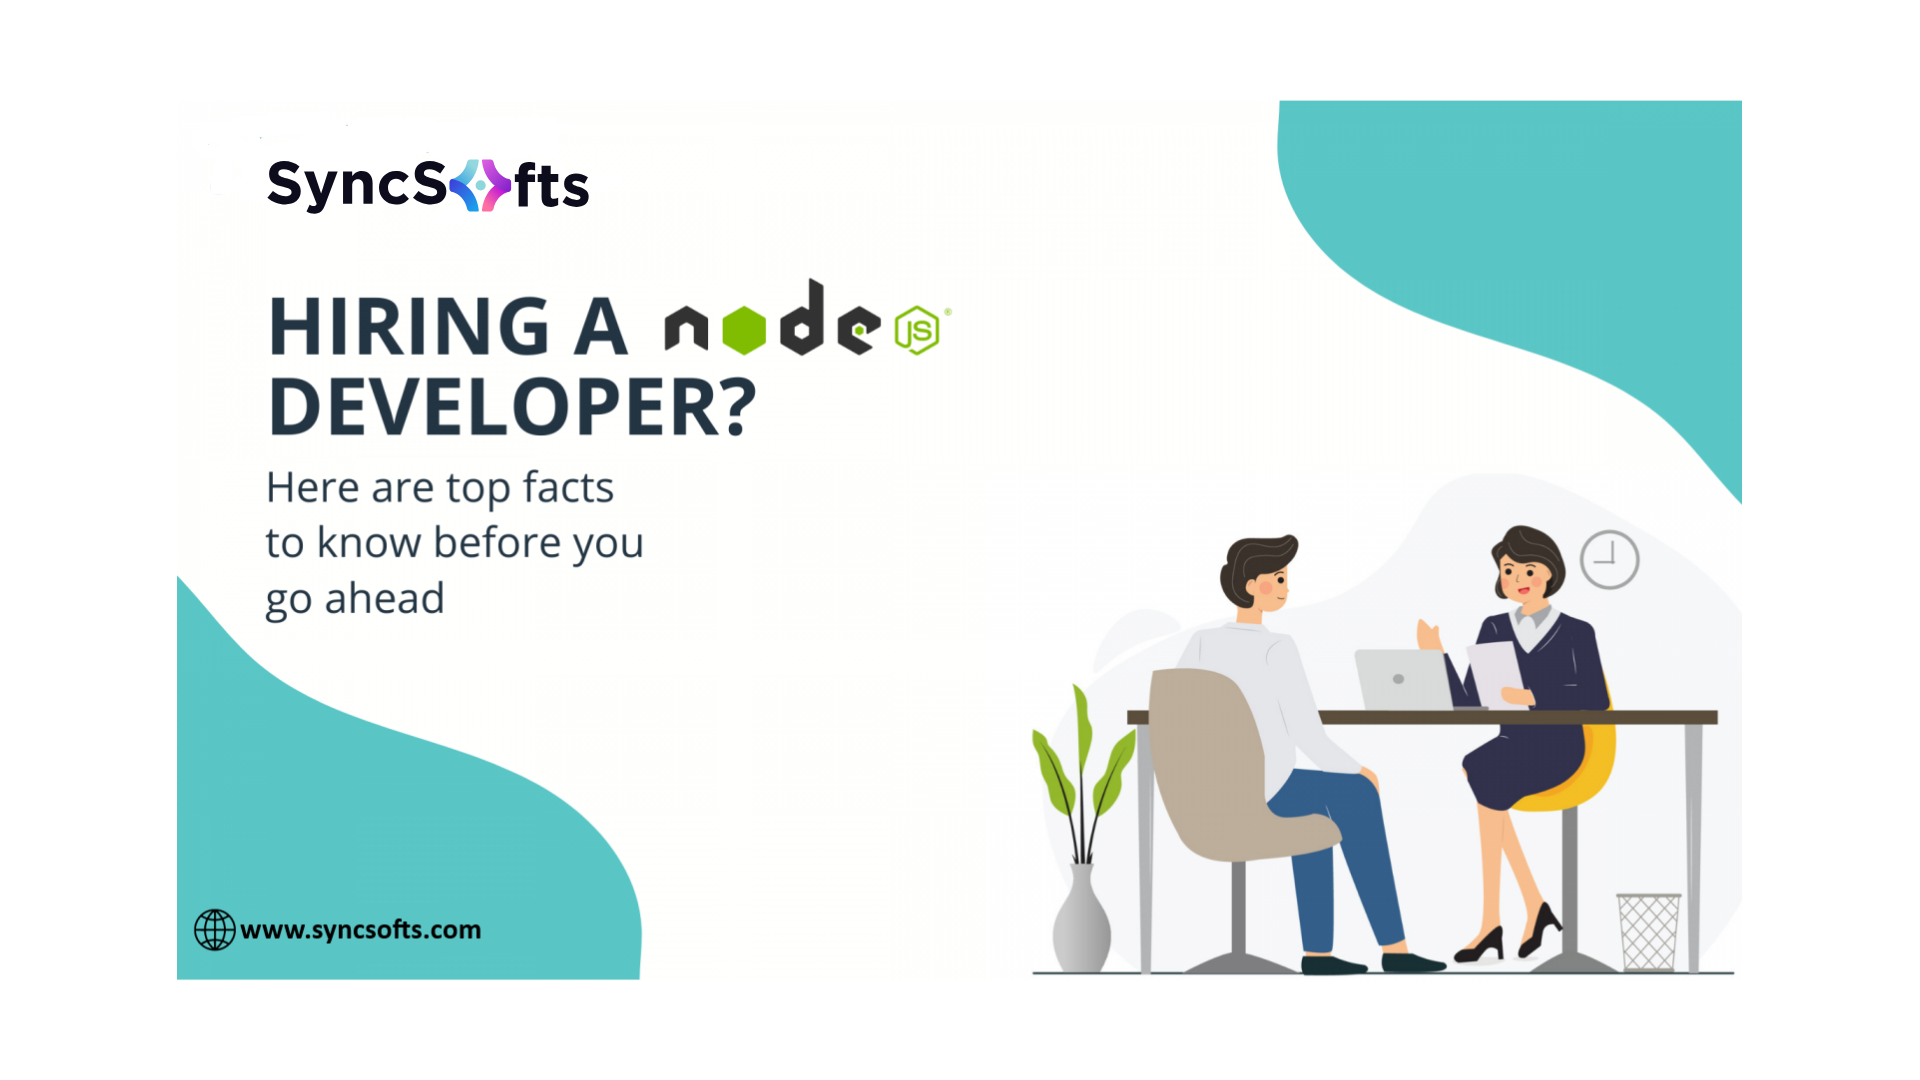 SyncSofts
HIRING A node JS®
DEVELOPER?
Here are top facts
to know before you
go ahead
www.syncsofts.com